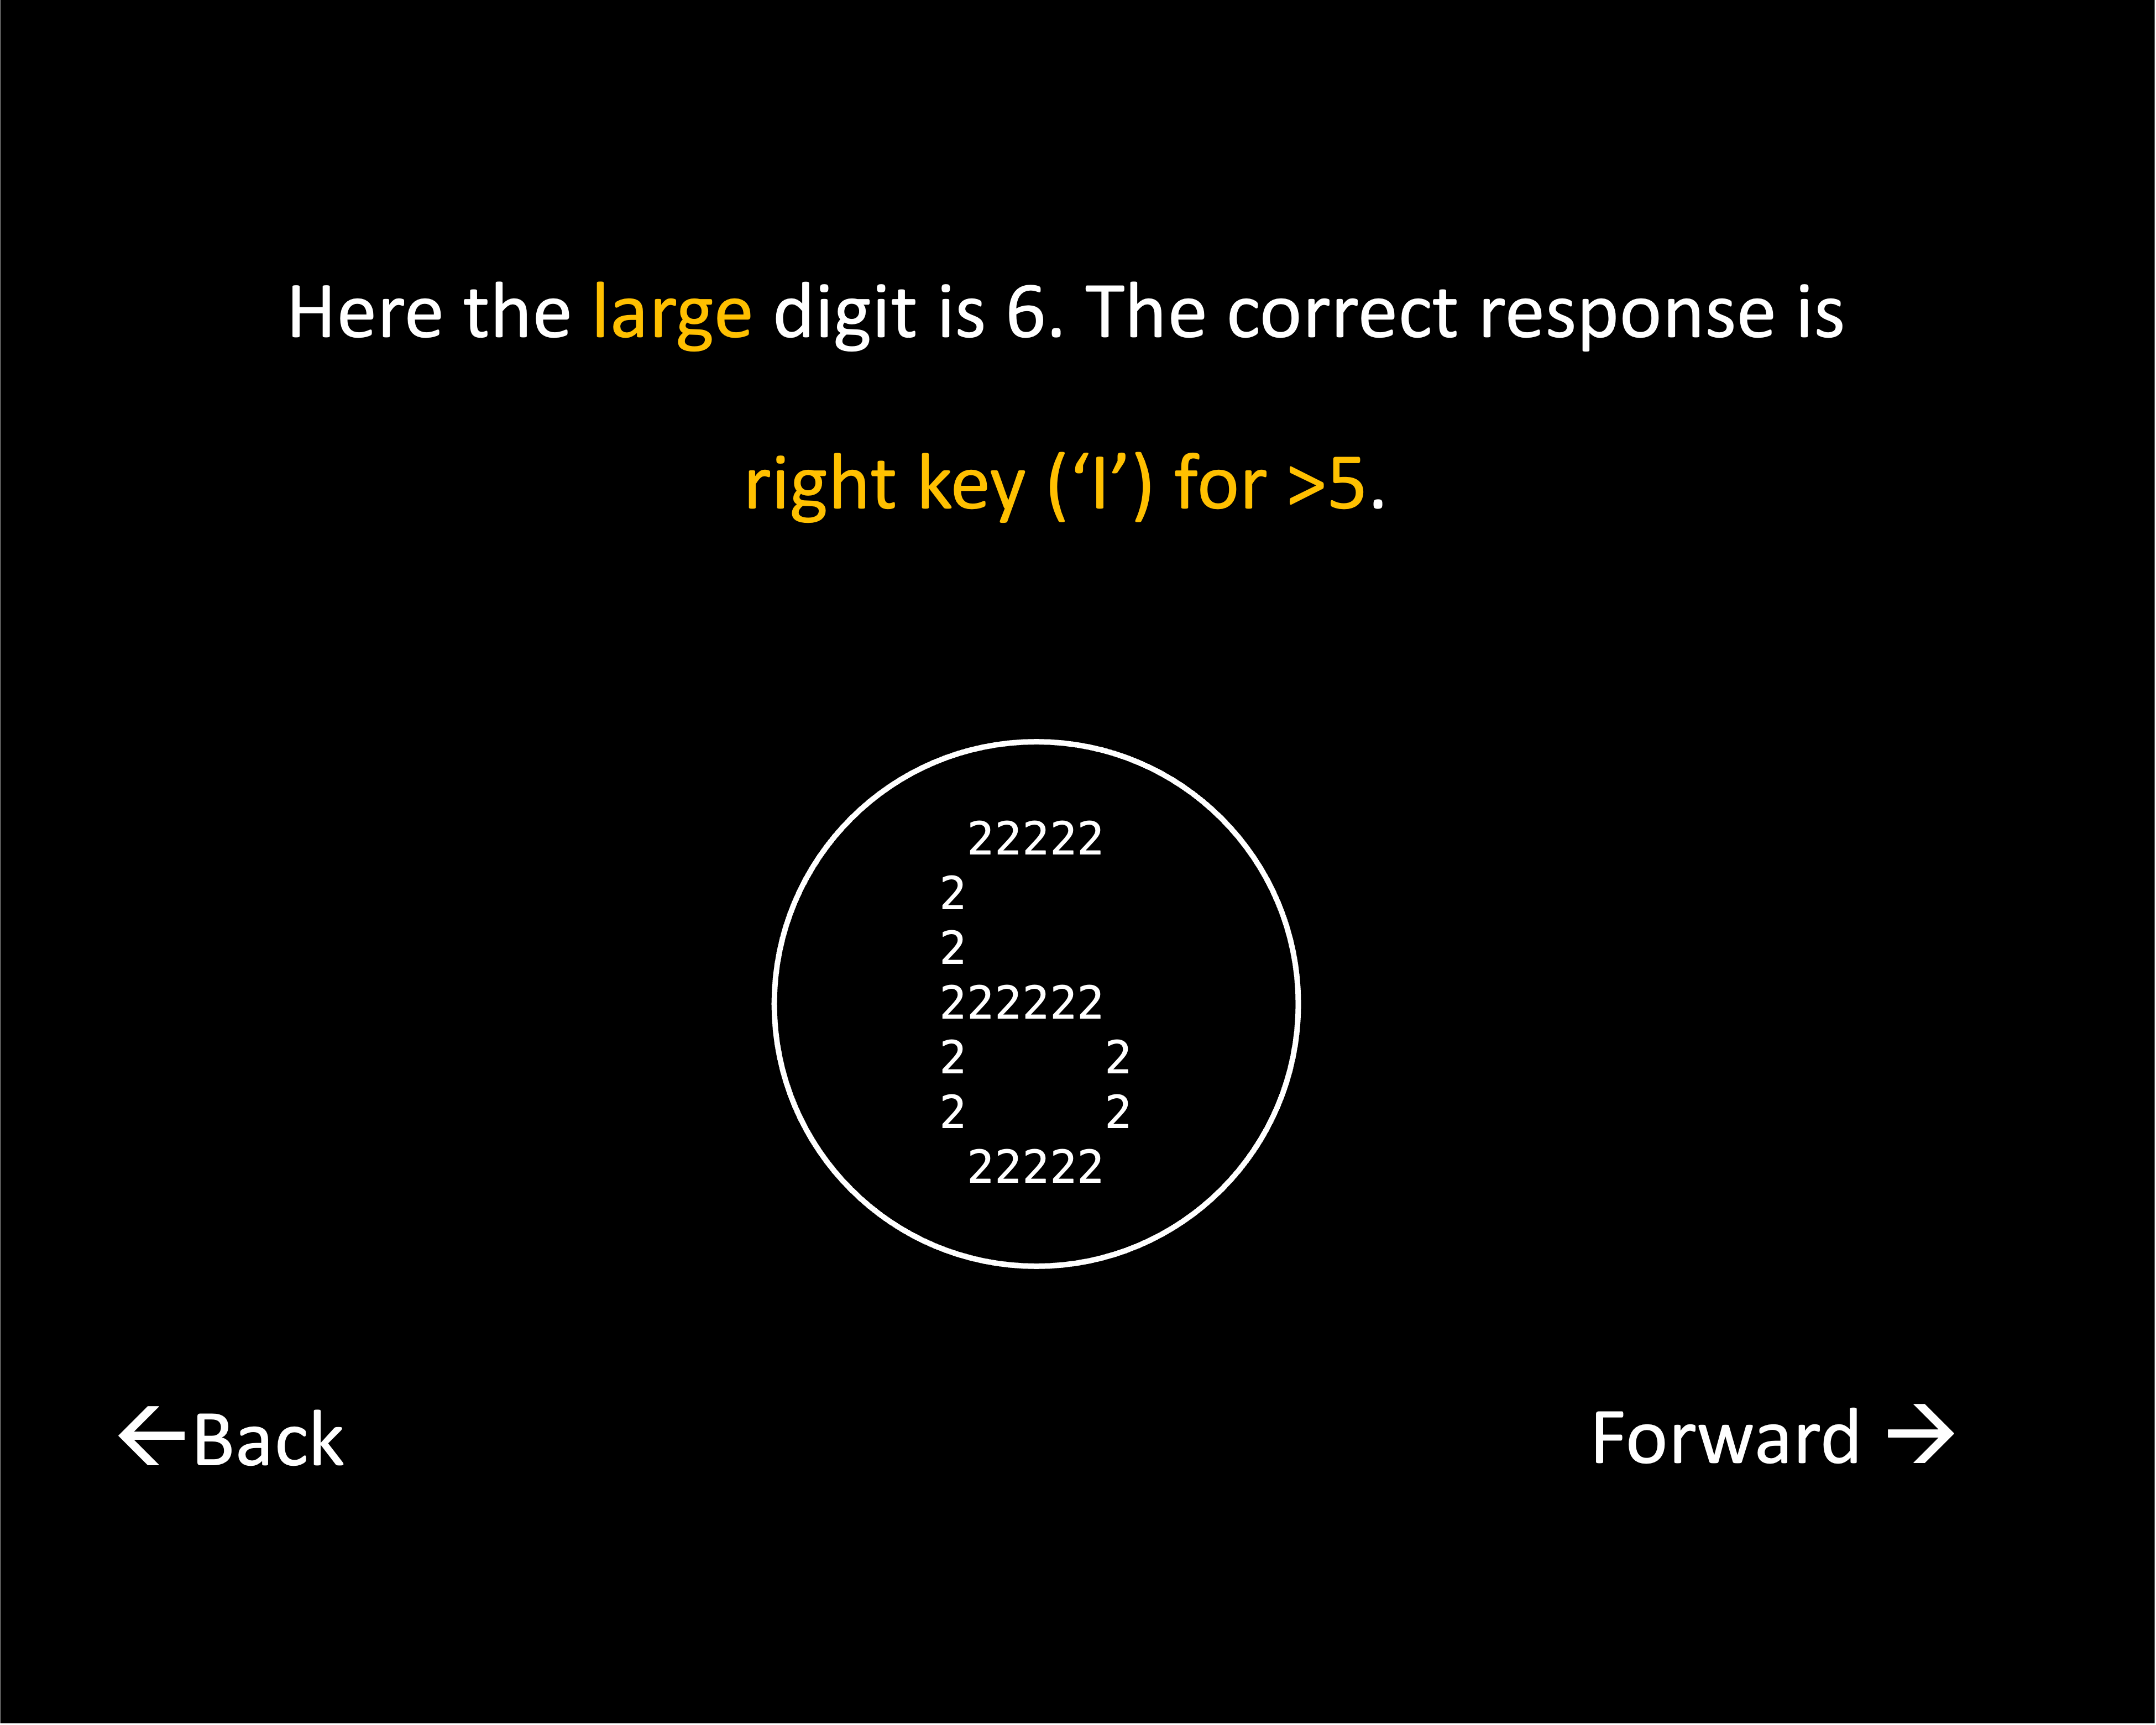 Here the large digit is 6. The correct response is
right key (‘l’) for >5.
22222
2
2
222222
2 2
2 2
22222
←Back
Forward →